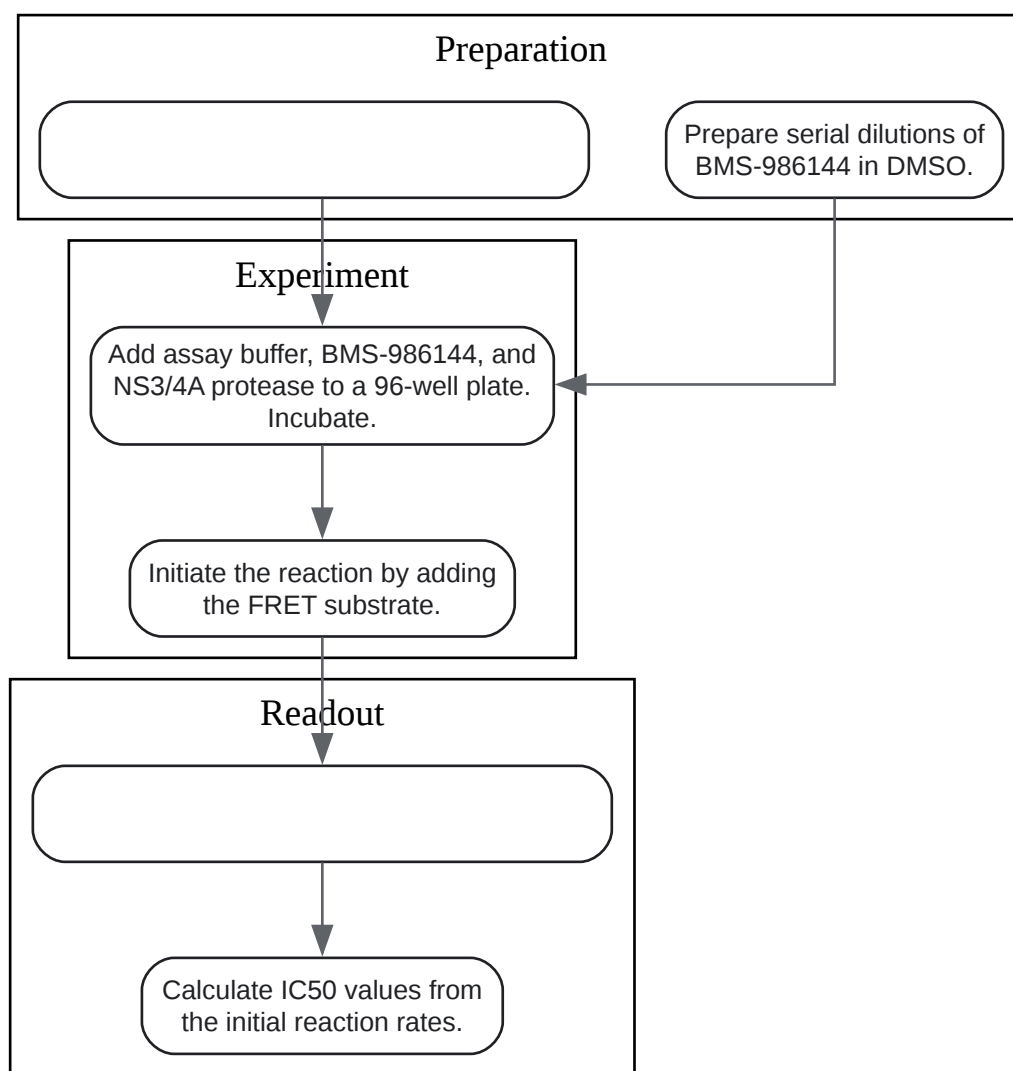 Preparation
Prepare serial dilutions of
BMS-986144 in DMSO.
Experiment
Add assay buffer, BMS-986144, and
NS3/4A protease to a 96-well plate.
Incubate.
Initiate the reaction by adding
the FRET substrate.
Readout
Calculate IC50 values from
the initial reaction rates.